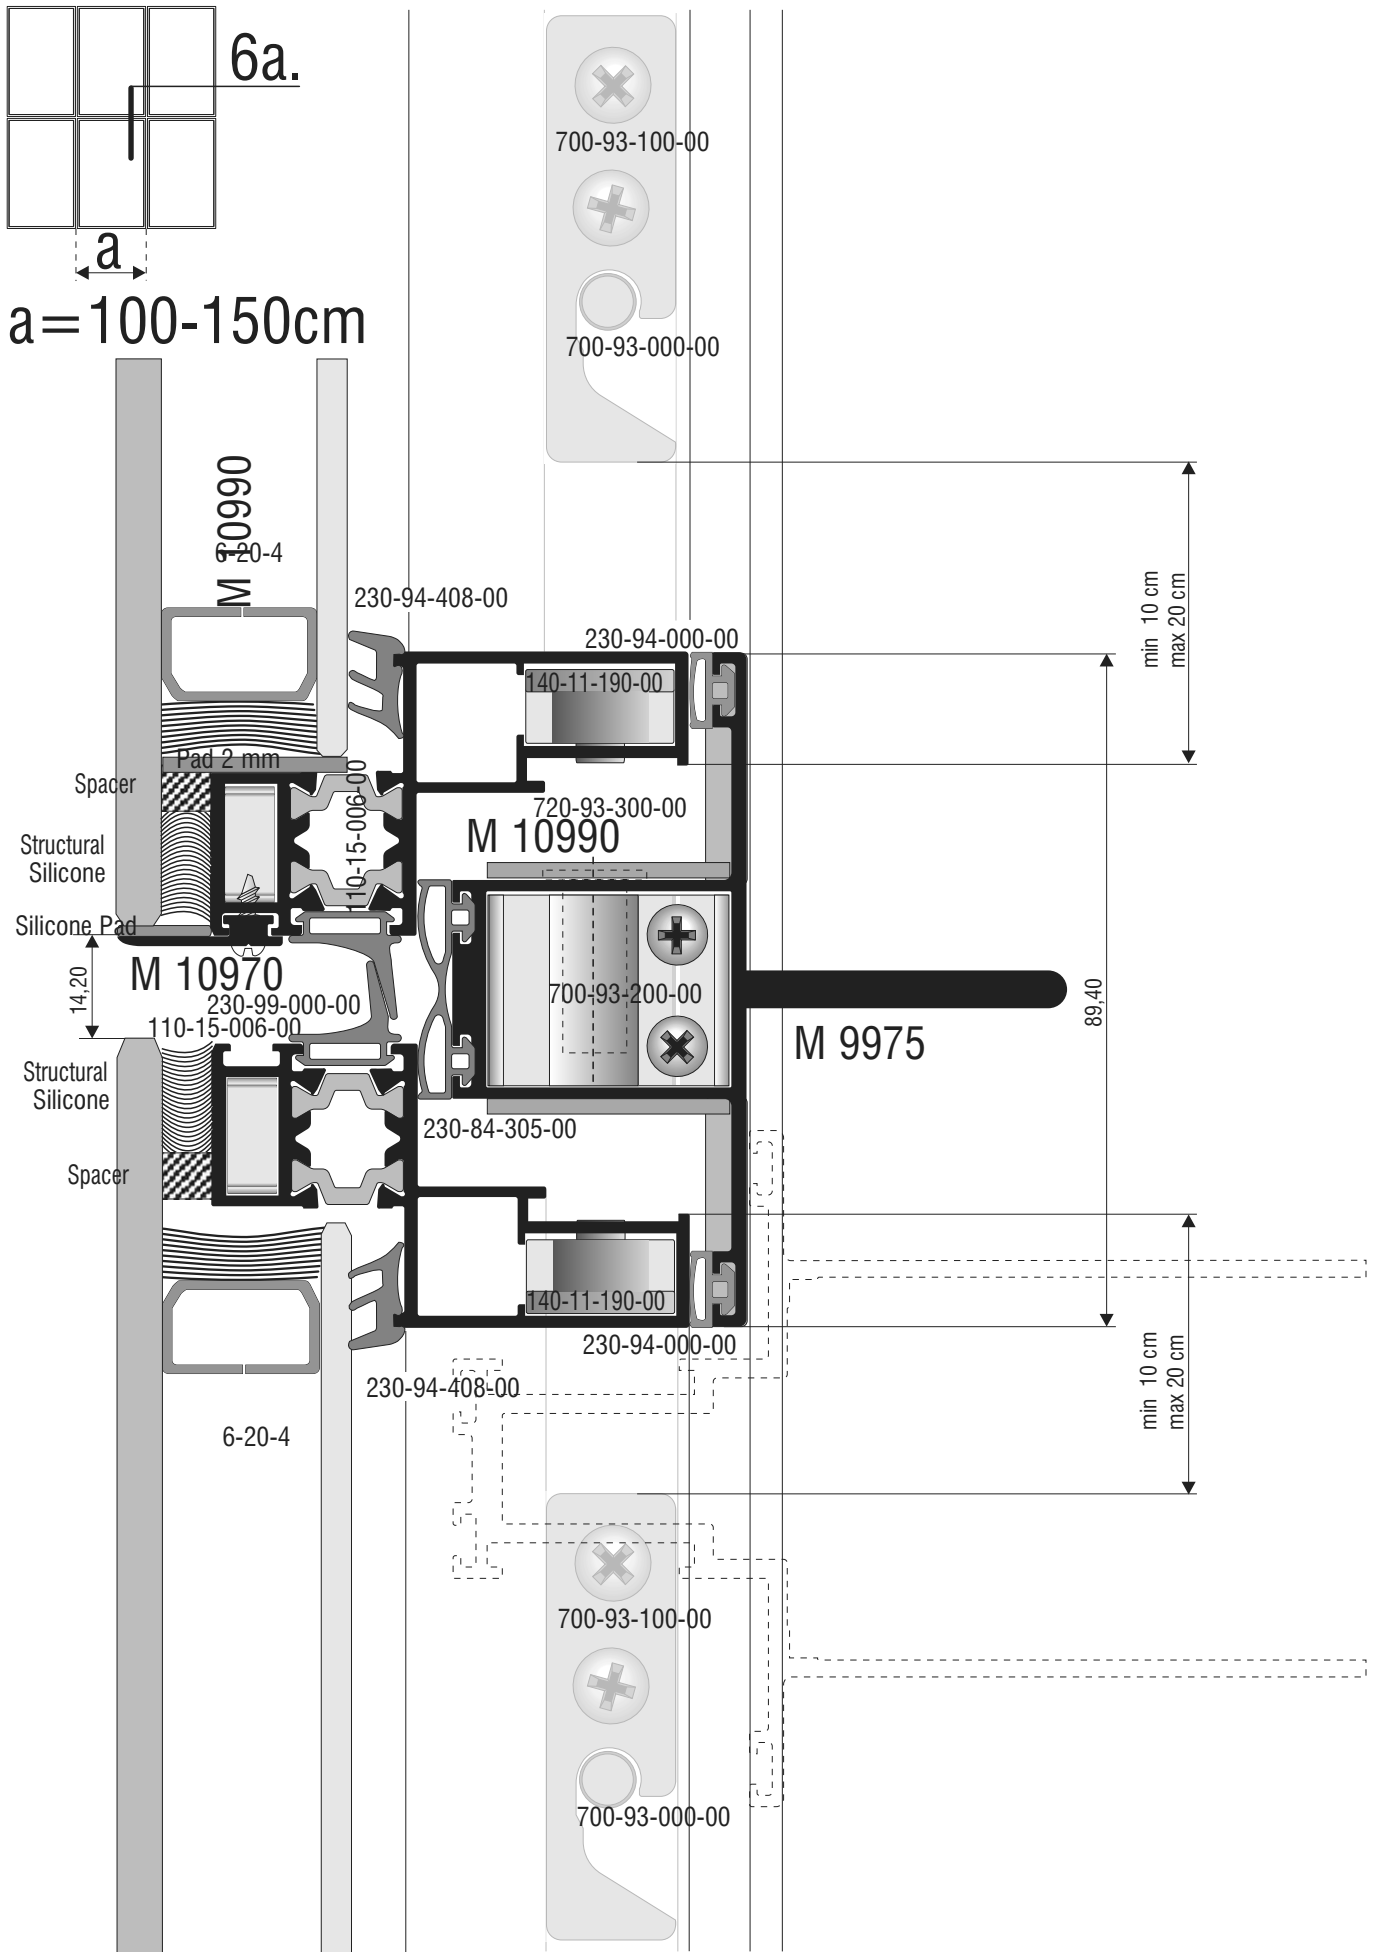 6a.
a
a=100-150cm
700-93-100-00
700-93-000-00
M 10990
6-20-4
230-94-408-00
230-94-000-00
min 10 cm
max 20 cm
140-11-190-00
Pad 2 mm
Spacer
110-15-006-00
720-93-300-00
M 10990
Structural
Silicone
Silicone Pad
M 10970
14,20
230-99-000-00
110-15-006-00
700-93-200-00
89,40
M 9975
Structural
Silicone
230-84-305-00
Spacer
140-11-190-00
230-94-000-00
min 10 cm
max 20 cm
230-94-408-00
6-20-4
700-93-100-00
700-93-000-00